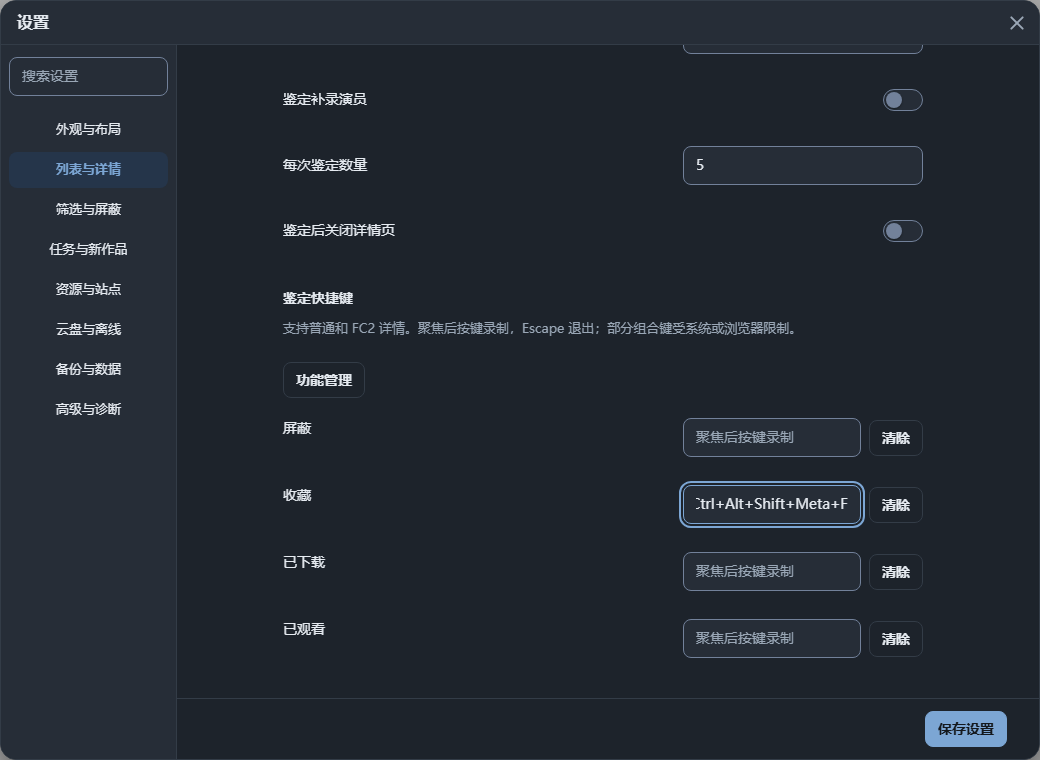 设置
搜索设置
外观与布局
列表与详情
筛选与屏蔽
任务与新作品
资源与站点
云盘与离线
备份与数据
高级与诊断
鉴定补录演员
每次鉴定数量
5
鉴定后关闭详情页
鉴定快捷键
支持普通和 FC2 详情。聚焦后按键录制，Escape 退出；部分组合键受系统或浏览器限制。
功能管理
屏蔽
聚焦后按键录制
清除
收藏
Ctrl+Alt+Shift+Meta+F
清除
已下载
聚焦后按键录制
清除
已观看
聚焦后按键录制
清除
保存设置